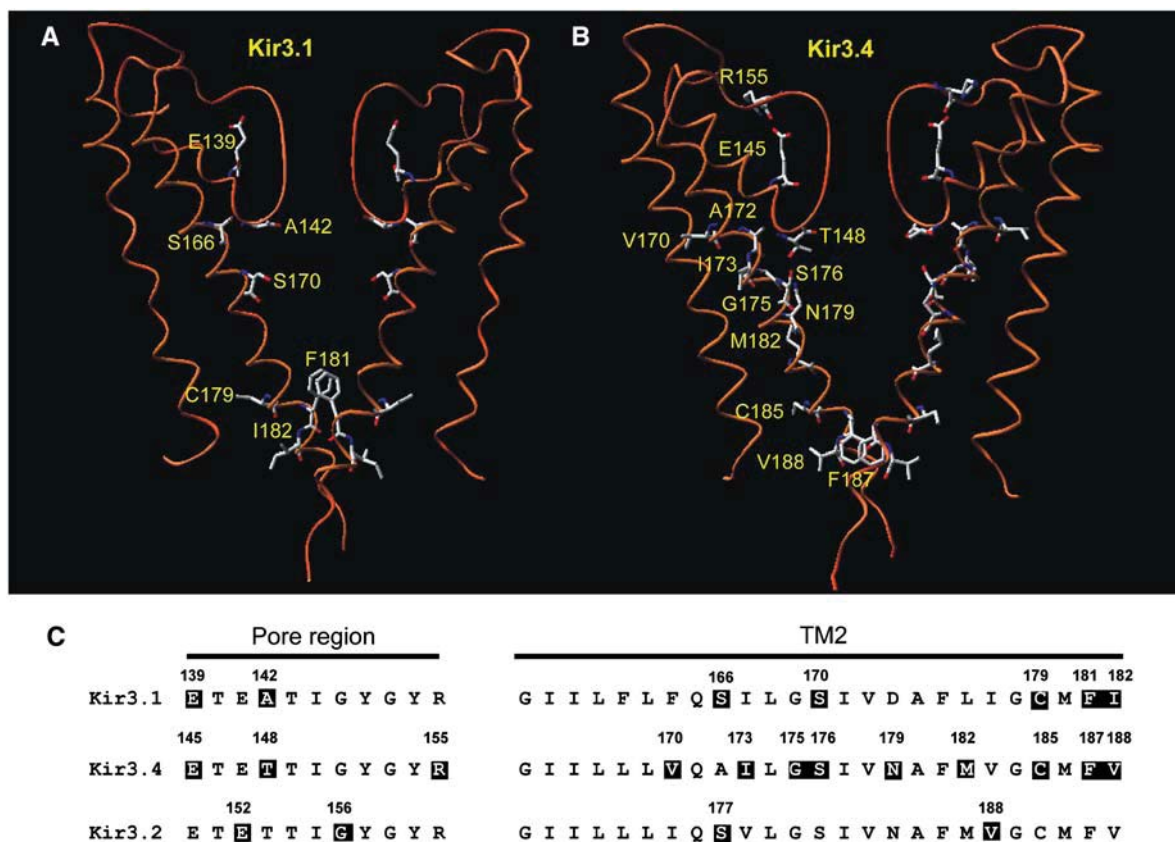 A
Kir3.1
E139
A142
S166
S170
F181
C179
I182
B
Kir3.4
R155
E145
A172
V170
T148
I173
S176
G175
N179
M182
C185
V188
F187
C
Pore region TM2
139 142 166 170 179 181 182
Kir3.1 E T E A T I G Y G Y R G I I L F L F Q S I L G S I V D A F L I G C M F I
145 148 155 170 173 175 176 179 182 185 187 188
Kir3.4 E T E T T I G Y G Y R G I I L L L V Q A I L G S I V N A F M V G C M F V
152 156 177 188
Kir3.2 E T E T T I G Y G Y R G I I L L L I Q S V L G S I V N A F M V G C M F V